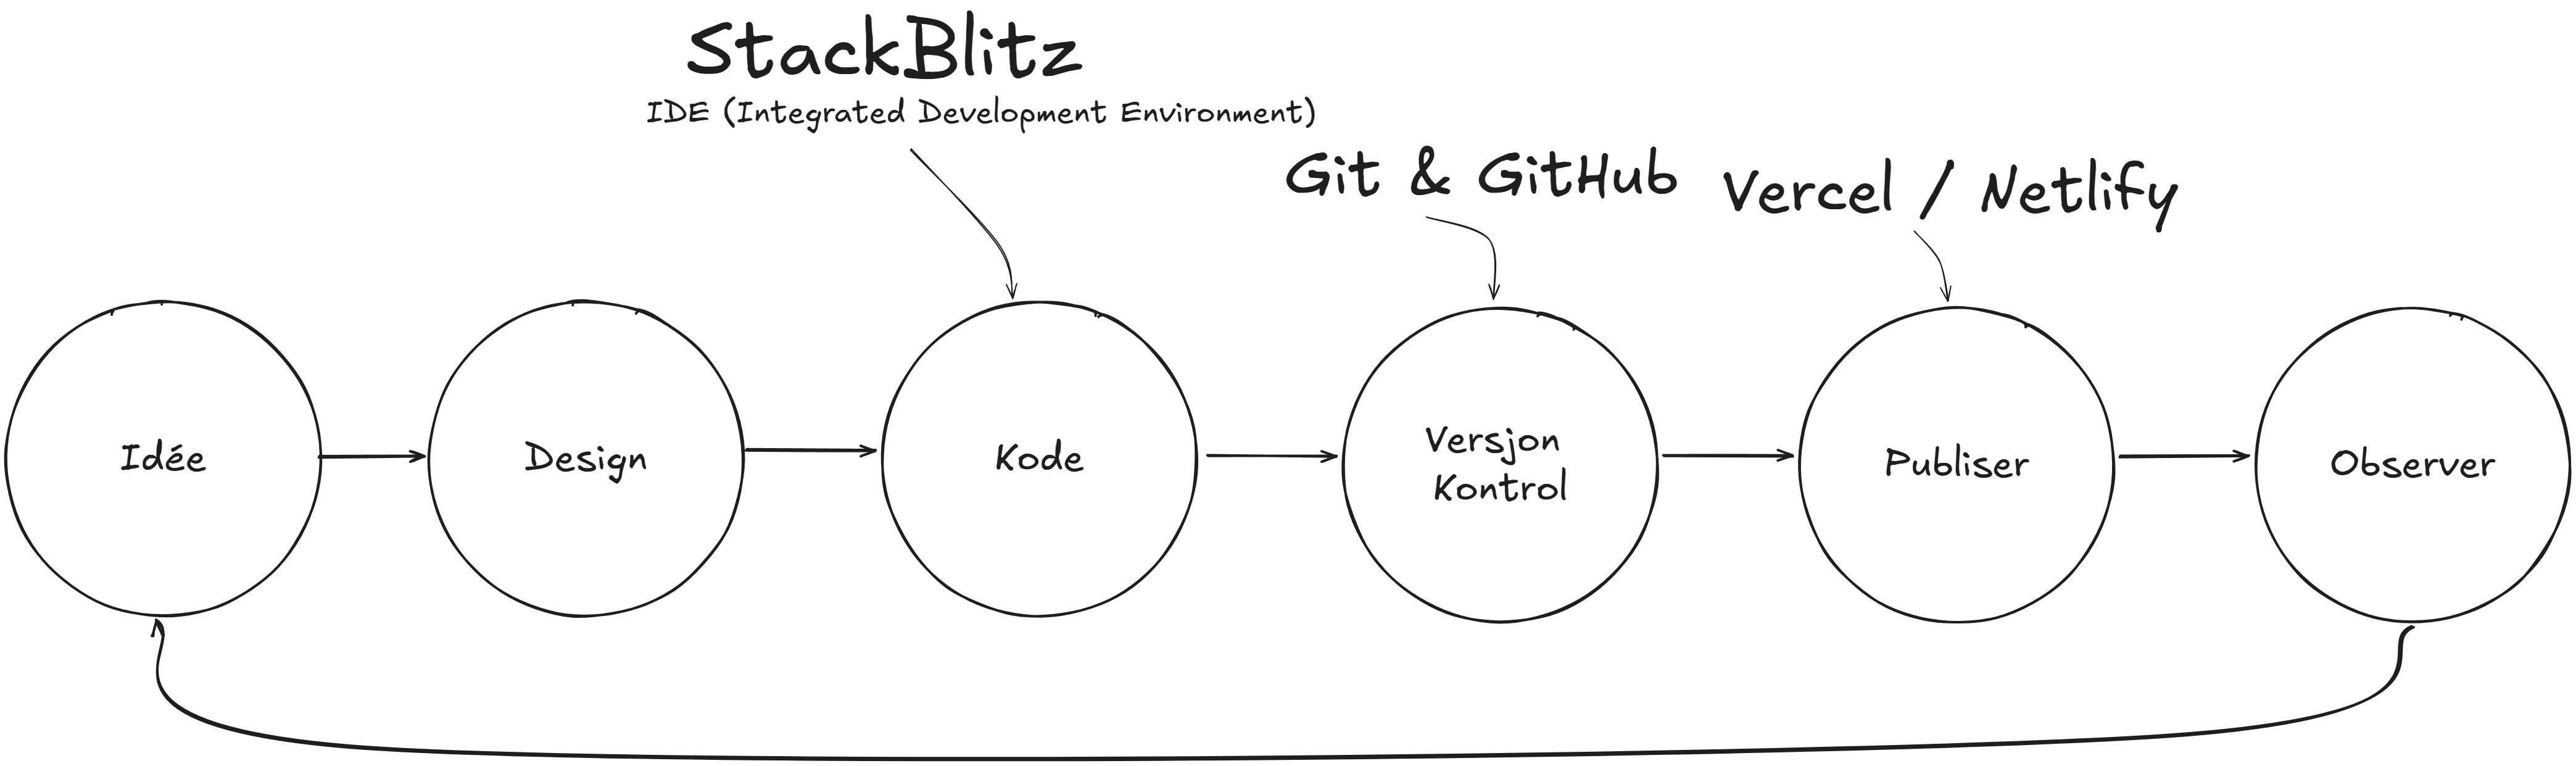 StackBlitz
IDE (Integrated Development Environment)
Git & GitHub
Vercel / Netlify
Idée
Design
Kode
Versjon
Kontrol
Publiser
Observer